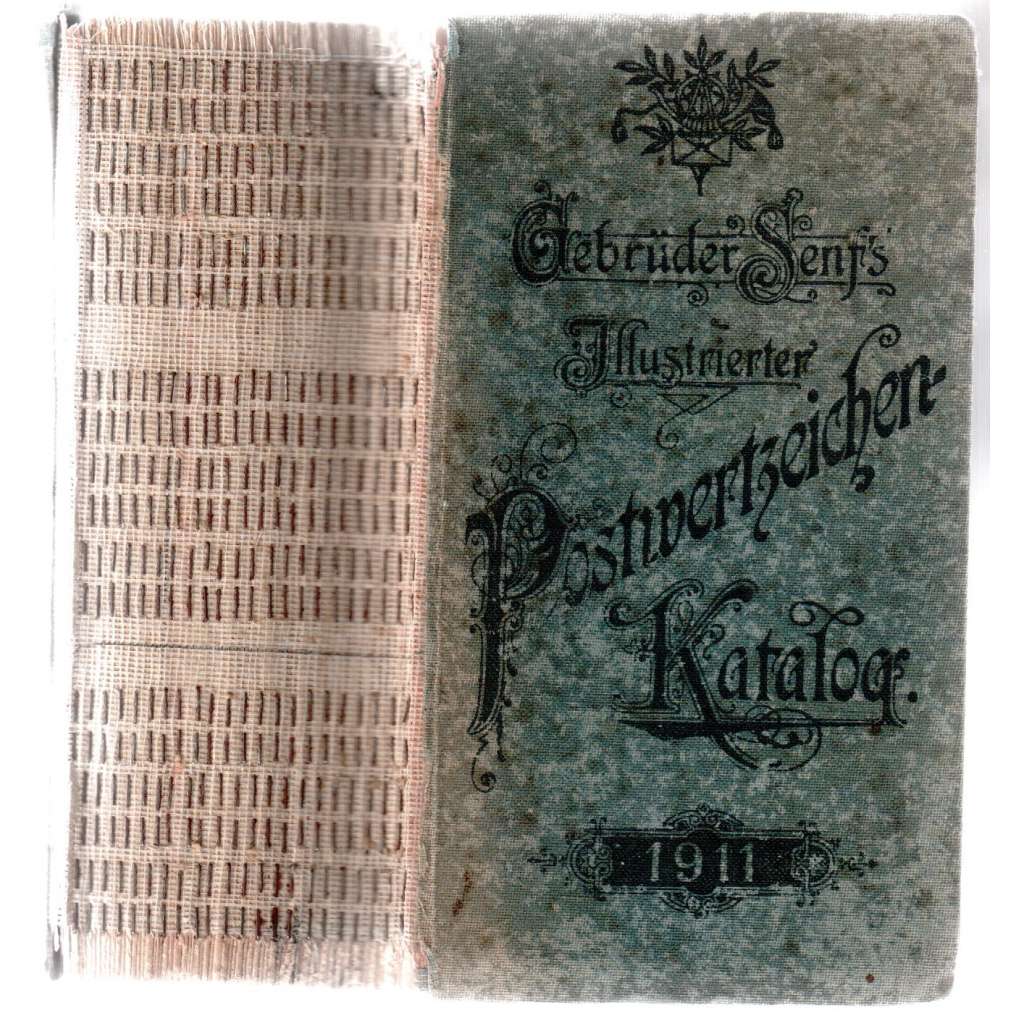 Gebrüder Senf's
Illustrierter
Postwertzeichen-
Katalog.
1911